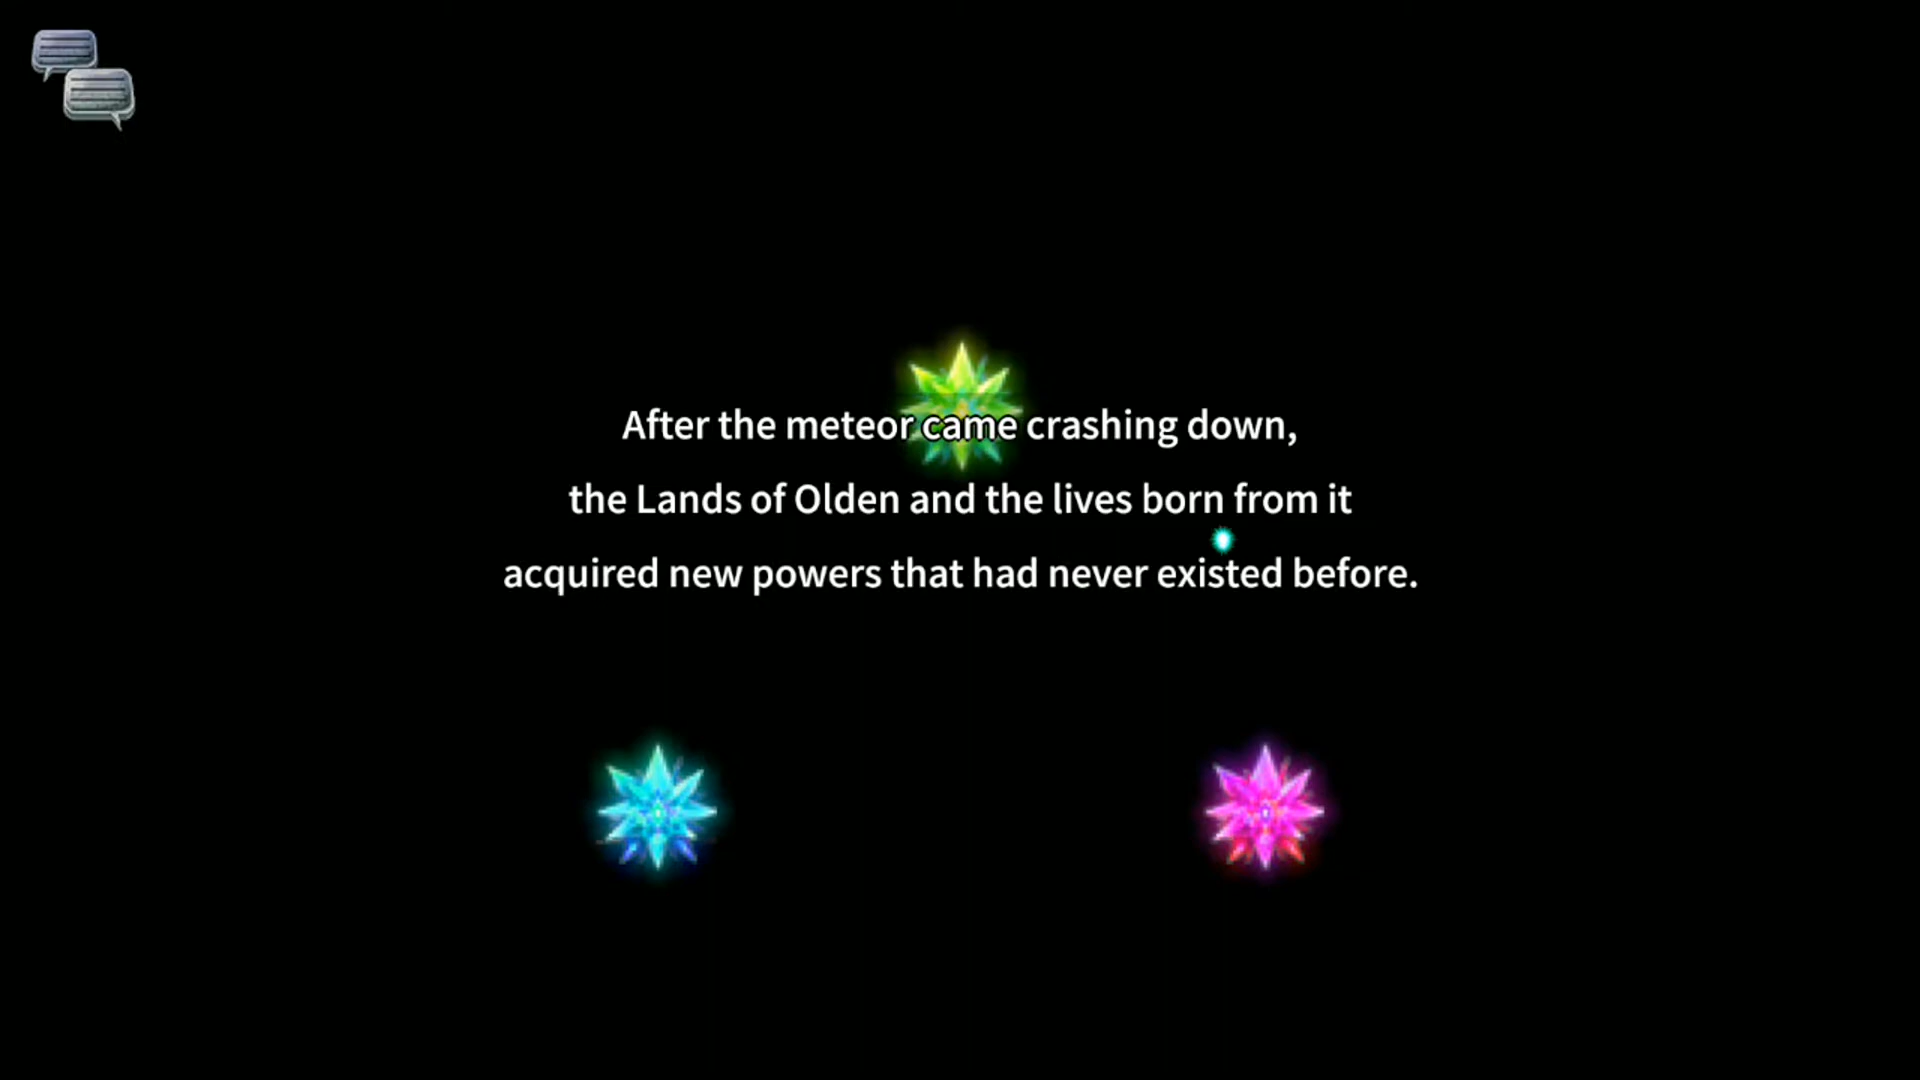 After the meteor came crashing down,
the Lands of Olden and the lives born from it
acquired new powers that had never existed before.